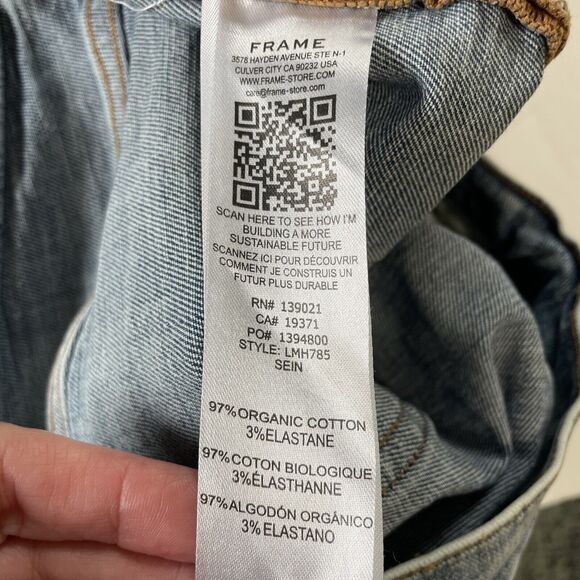 FRAME
3578 HAYDEN AVENUE STE N-1
CULVER CITY CA 90232 USA
WWW.FRAME-STORE.COM
care@frame-store.com
SCAN HERE TO SEE HOW I'M
BUILDING A MORE
SUSTAINABLE FUTURE
SCANNEZ ICI POUR DÉCOUVRIR
COMMENT JE CONSTRUIS UN
FUTUR PLUS DURABLE
RN# 139021
CA# 19371
PO# 1394800
STYLE: LMH785
SEIN
97%ORGANIC COTTON
3%ELASTANE
97%COTON BIOLOGIQUE
3%ÉLASTHANNE
97%ALGODÓN ORGÁNICO
3% ELASTANO